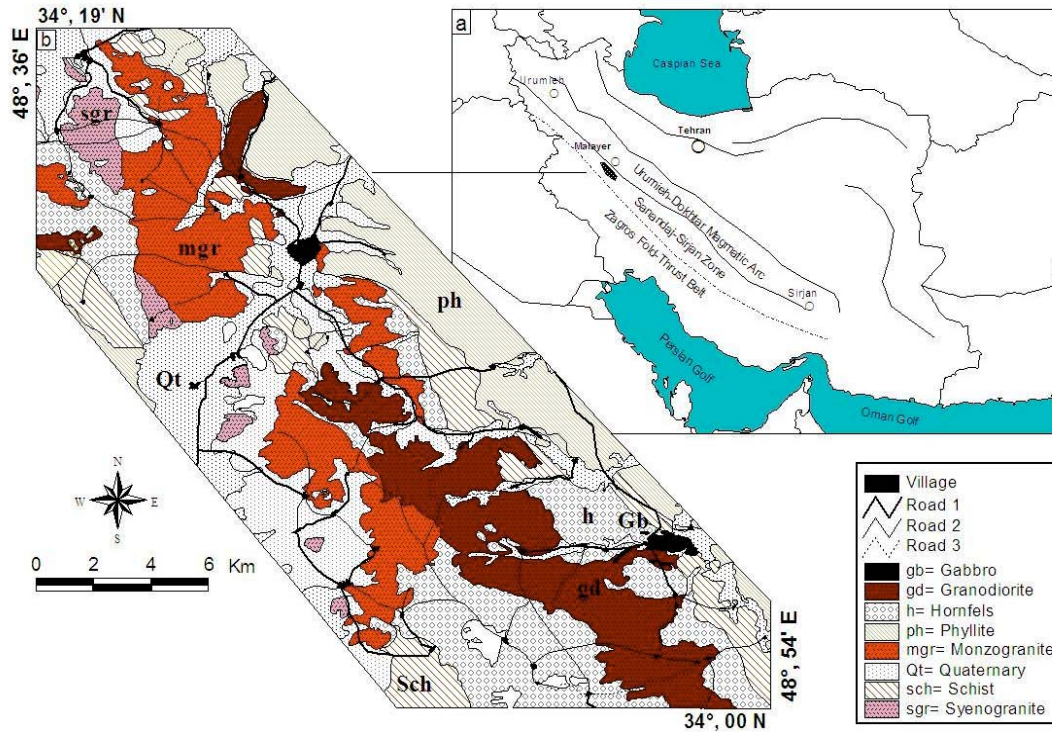 34°, 19' N
48°, 36' E
b
sgr
mgr
ph
Qt
h
Gb
gd
Sch
N
W E
S
0 2 4 6 Km
48°, 54' E
34°, 00 N
a
Caspian Sea
Urumieh
Tehran
Malayer
Urumieh-Dokhtar Magmatic Arc
Sanandaj-Sirjan Zone
Zagros Fold-Thrust Belt
Sirjan
Persian Golf
Oman Golf
Village
Road 1
Road 2
Road 3
gb= Gabbro
gd= Granodiorite
h= Hornfels
ph= Phyllite
mgr= Monzogranite
Qt= Quaternary
sch= Schist
sgr= Syenogranite